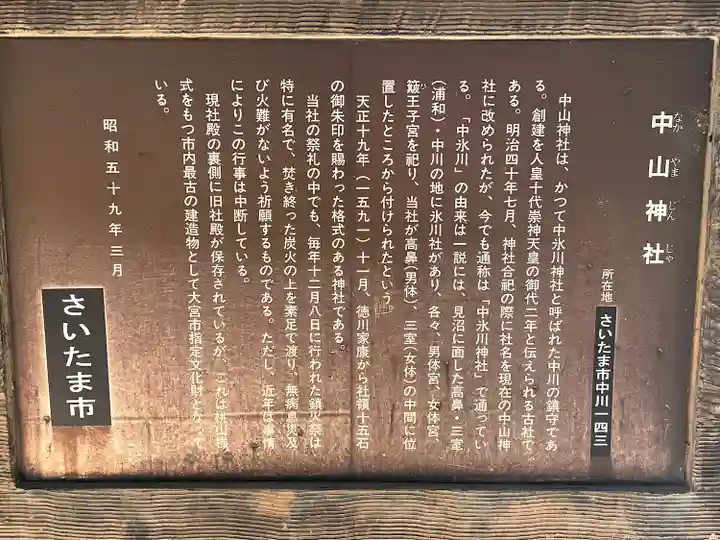 中山神社
なかやまじんじゃ
所在地 さいたま市中川一四三
中山神社は、かつて中氷川神社と呼ばれた中川の鎮守であ
る。創建を人皇十代崇神天皇の御代二年と伝えられる古社で
ある。明治四十年七月、神社合祀の際に社名を現在の中山神
社に改められたが、今でも通称は「中氷川神社」で通ってい
る。「中氷川」の由来は一説には、見沼に面した高鼻・三室
(浦和)・中川の地に氷川社があり、各々、男体宮、女体宮、
簸王子宮を祀り、当社が高鼻(男体)、三室(女体)の中間に位
置したところから付けられたという。
天正十九年(一五九一)十一月、徳川家康から社領十五石
の御朱印を賜わった格式のある神社である。
当社の祭礼の中でも、毎年十二月八日に行われた鎮火祭は
特に有名で、焚き終った炭火の上を素足で渡り、無病息災及
び火難がないよう祈願するものである。ただし、近年は事情
によりこの行事は中断している。
現社殿の裏側に旧社殿が保存されているが、これは桃山様
式をもつ市内最古の建造物として大宮市指定文化財となって
いる。
昭和五十九年三月
さいたま市